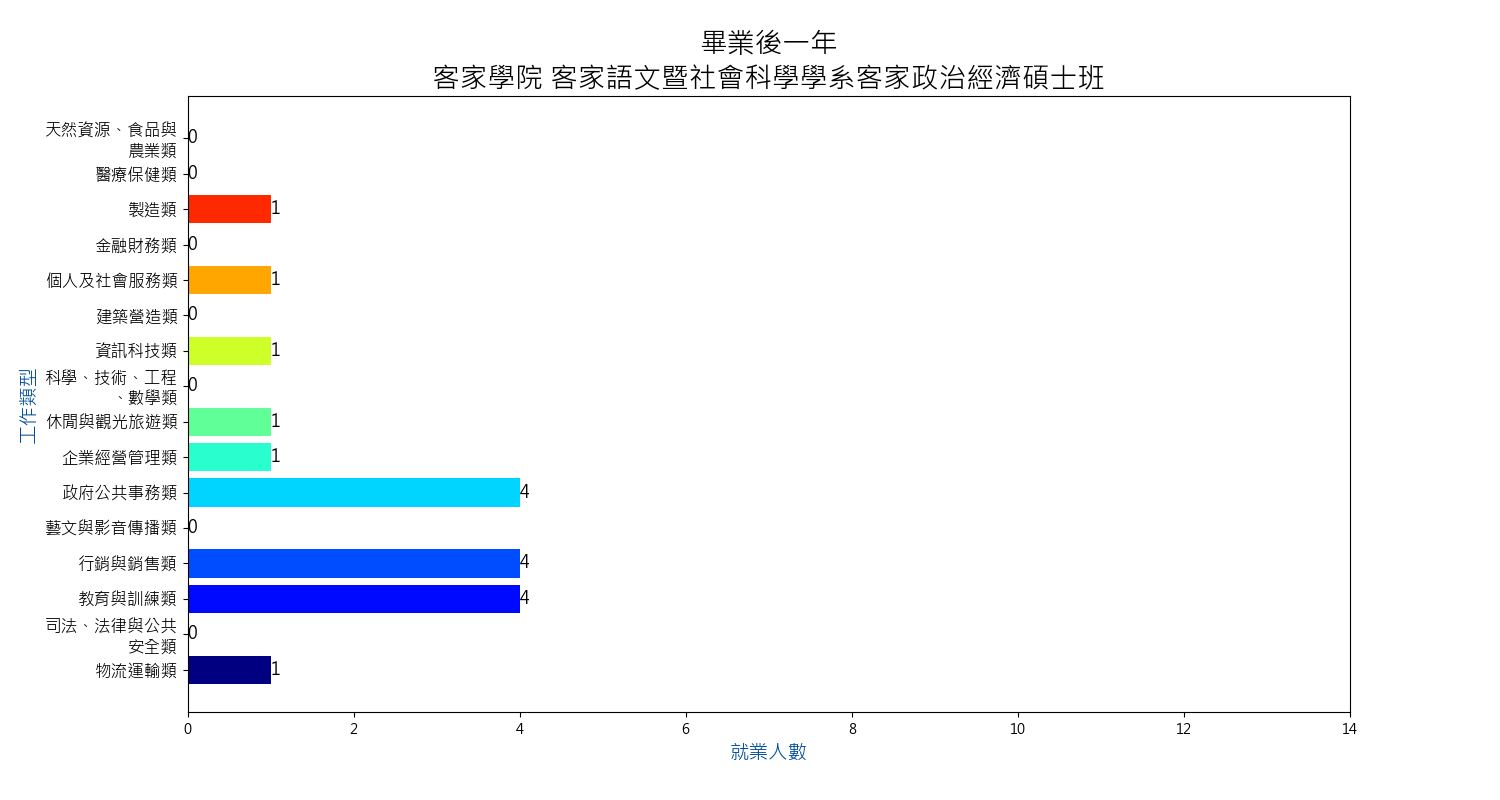 畢業後一年
客家學院 客家語文暨社會科學學系客家政治經濟碩士班
天然資源、食品與
農業類
0
醫療保健類
0
製造類
1
金融財務類
0
個人及社會服務類
1
建築營造類
0
資訊科技類
1
科學、技術、工程
、數學類
0
休閒與觀光旅遊類
1
企業經營管理類
1
政府公共事務類
4
藝文與影音傳播類
0
行銷與銷售類
4
教育與訓練類
4
司法、法律與公共
安全類
0
物流運輸類
1
工作類型
0 2 4 6 8 10 12 14
就業人數